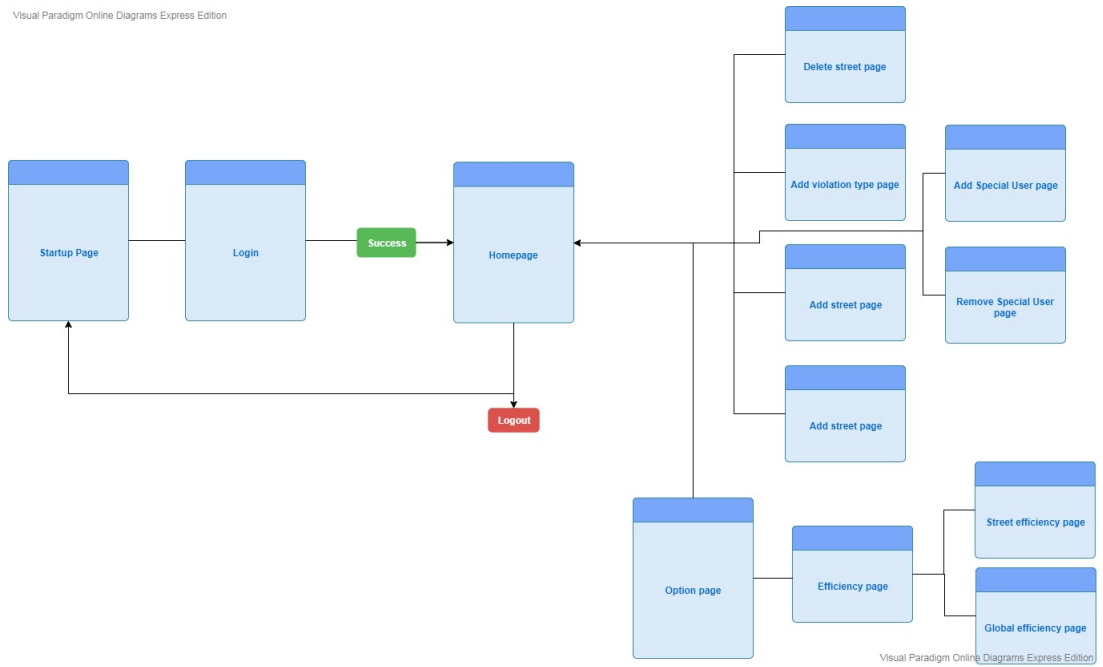 Visual Paradigm Online Diagrams Express Edition
Delete street page
Add violation type page
Add Special User page
Startup Page
Login
Success
Homepage
Add street page
Remove Special User
page
Logout
Add street page
Street efficiency page
Option page
Efficiency page
Global efficiency page
Visual Paradigm Online Diagrams Express Edition